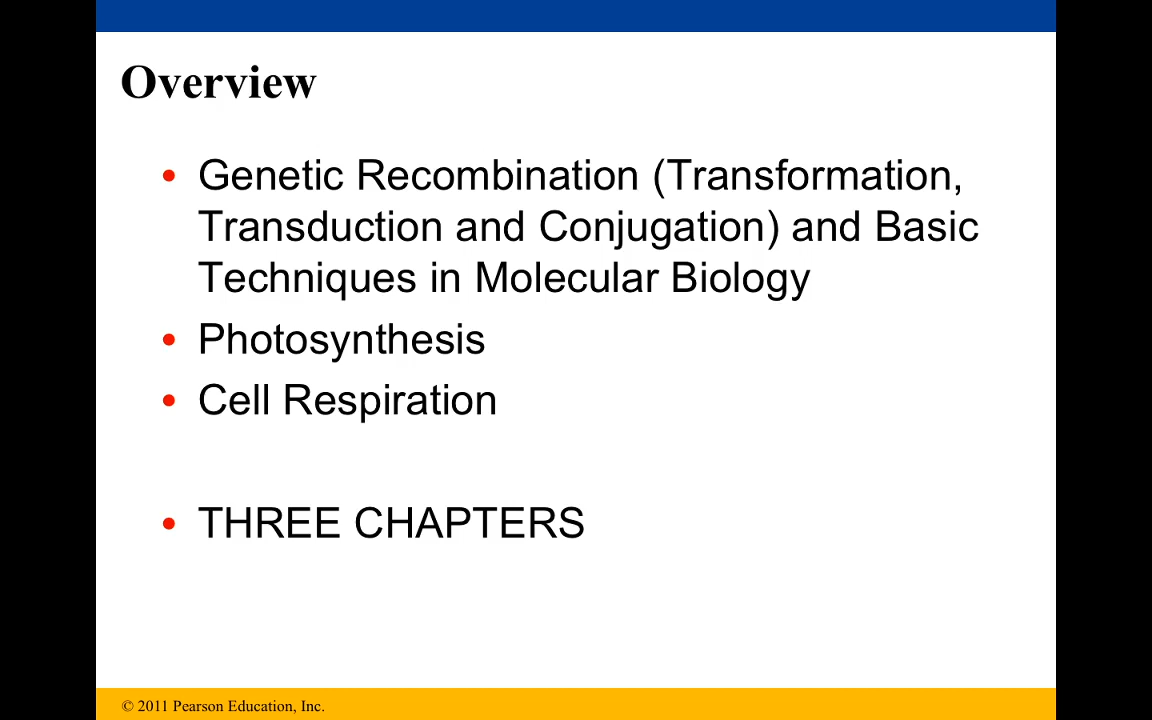 Overview
• Genetic Recombination (Transformation,
Transduction and Conjugation) and Basic
Techniques in Molecular Biology
• Photosynthesis
• Cell Respiration
• THREE CHAPTERS
© 2011 Pearson Education, Inc.